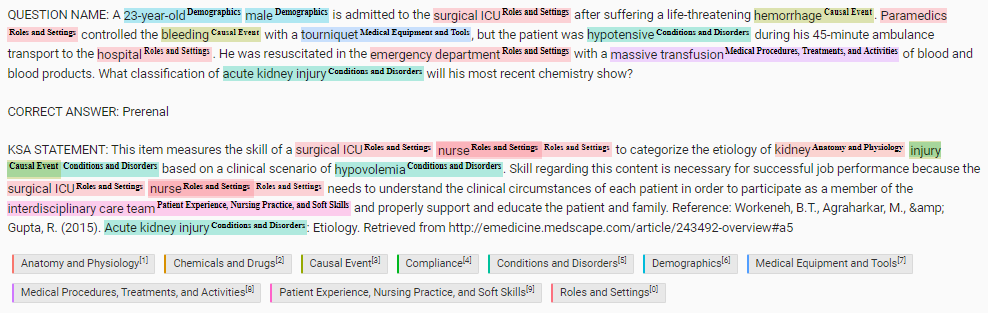 QUESTION NAME: A 23-year-old Demographics male Demographics is admitted to the surgical ICU Roles and Settings after suffering a life-threatening hemorrhage Causal Event. Paramedics
Roles and Settings controlled the bleeding Causal Event with a tourniquet Medical Equipment and Tools, but the patient was hypotensive Conditions and Disorders during his 45-minute ambulance
transport to the hospital Roles and Settings. He was resuscitated in the emergency department Roles and Settings with a massive transfusion Medical Procedures, Treatments, and Activities of blood and
blood products. What classification of acute kidney injury Conditions and Disorders will his most recent chemistry show?
CORRECT ANSWER: Prerenal
KSA STATEMENT: This item measures the skill of a surgical ICU Roles and Settings nurse Roles and Settings Roles and Settings to categorize the etiology of kidney Anatomy and Physiology injury
Causal Event Conditions and Disorders based on a clinical scenario of hypovolemia Conditions and Disorders. Skill regarding this content is necessary for successful job performance because the
surgical ICU Roles and Settings nurse Roles and Settings Roles and Settings needs to understand the clinical circumstances of each patient in order to participate as a member of the
interdisciplinary care team Patient Experience, Nursing Practice, and Soft Skills and properly support and educate the patient and family. Reference: Workeneh, B.T., Agraharkar, M., &amp;
Gupta, R. (2015). Acute kidney injury Conditions and Disorders: Etiology. Retrieved from http://emedicine.medscape.com/article/243492-overview#a5
Anatomy and Physiology[1] Chemicals and Drugs[2] Causal Event[3] Compliance[4] Conditions and Disorders[5] Demographics[6] Medical Equipment and Tools[7]
Medical Procedures, Treatments, and Activities[8] Patient Experience, Nursing Practice, and Soft Skills[9] Roles and Settings[0]